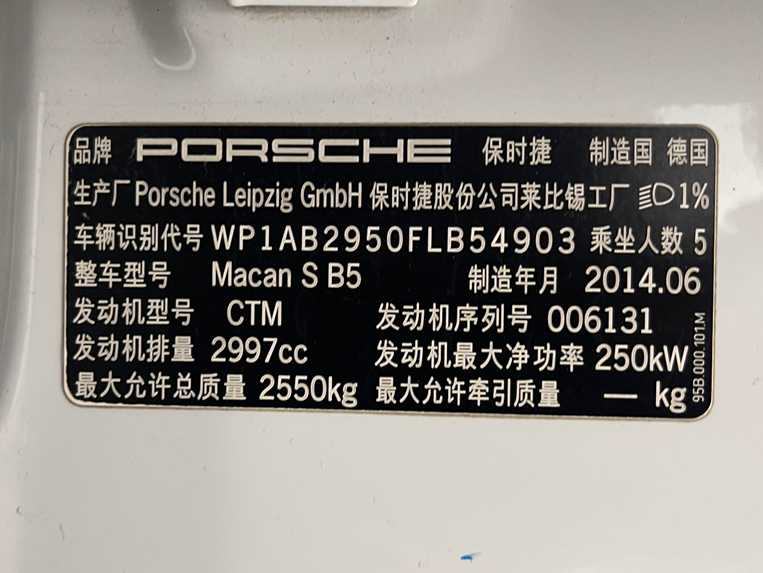 品牌 PORSCHE 保时捷 制造国 德国
生产厂 Porsche Leipzig GmbH 保时捷股份公司莱比锡工厂 1%
车辆识别代号 WP1AB2950FLB54903 乘坐人数 5
整车型号 Macan S B5 制造年月 2014.06
发动机型号 CTM 发动机序列号 006131
发动机排量 2997cc 发动机最大净功率 250kW
最大允许总质量 2550kg 最大允许牵引质量 — kg
95B.000.101.M